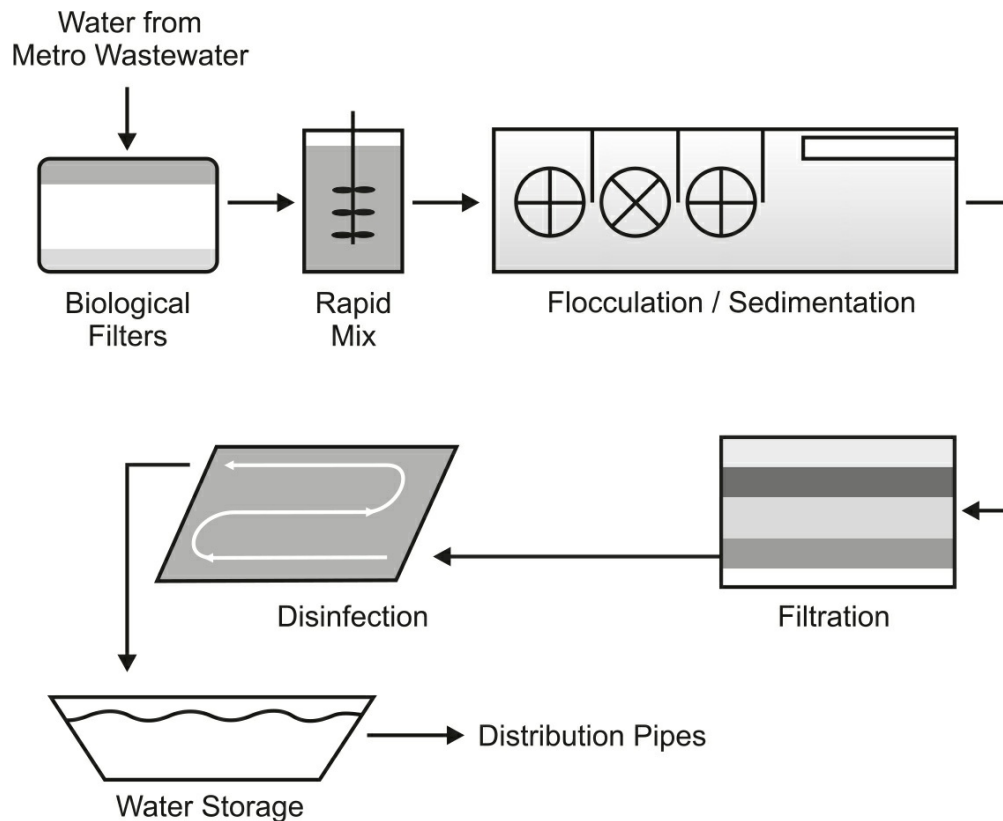 Water from
Metro Wastewater
Biological
Filters
Rapid
Mix
Flocculation / Sedimentation
Disinfection
Filtration
Distribution Pipes
Water Storage